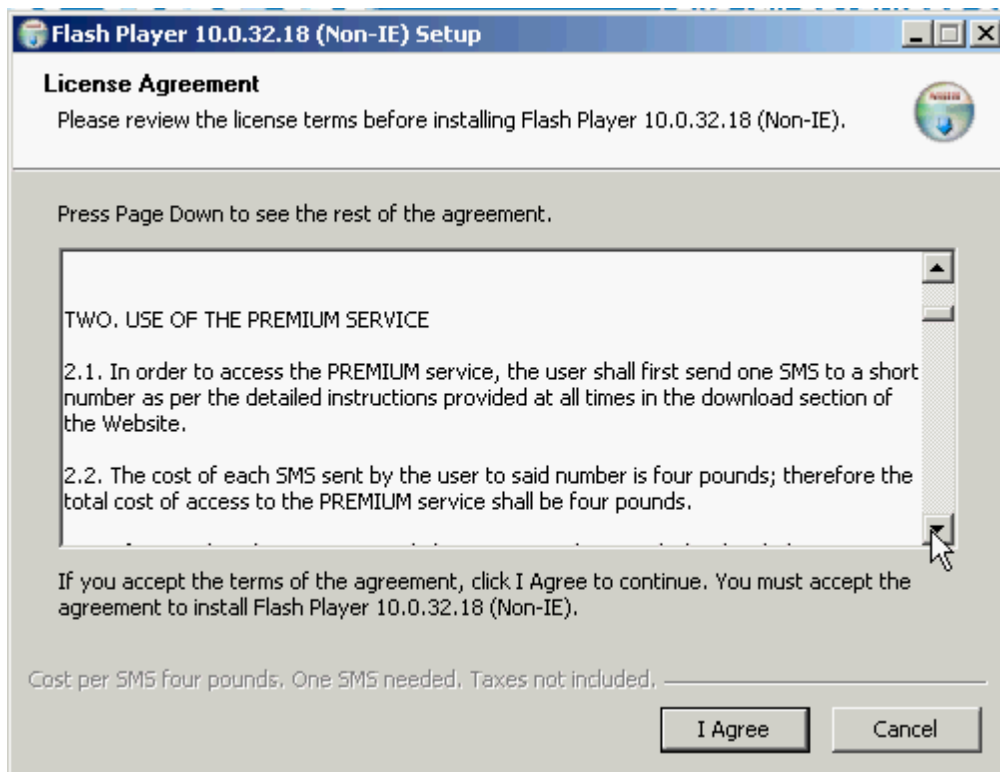 Flash Player 10.0.32.18 (Non-IE) Setup
License Agreement
Please review the license terms before installing Flash Player 10.0.32.18 (Non-IE).
Press Page Down to see the rest of the agreement.
TWO. USE OF THE PREMIUM SERVICE
2.1. In order to access the PREMIUM service, the user shall first send one SMS to a short
number as per the detailed instructions provided at all times in the download section of
the Website.
2.2. The cost of each SMS sent by the user to said number is four pounds; therefore the
total cost of access to the PREMIUM service shall be four pounds.
If you accept the terms of the agreement, click I Agree to continue. You must accept the
agreement to install Flash Player 10.0.32.18 (Non-IE).
Cost per SMS four pounds. One SMS needed. Taxes not included.
I Agree
Cancel